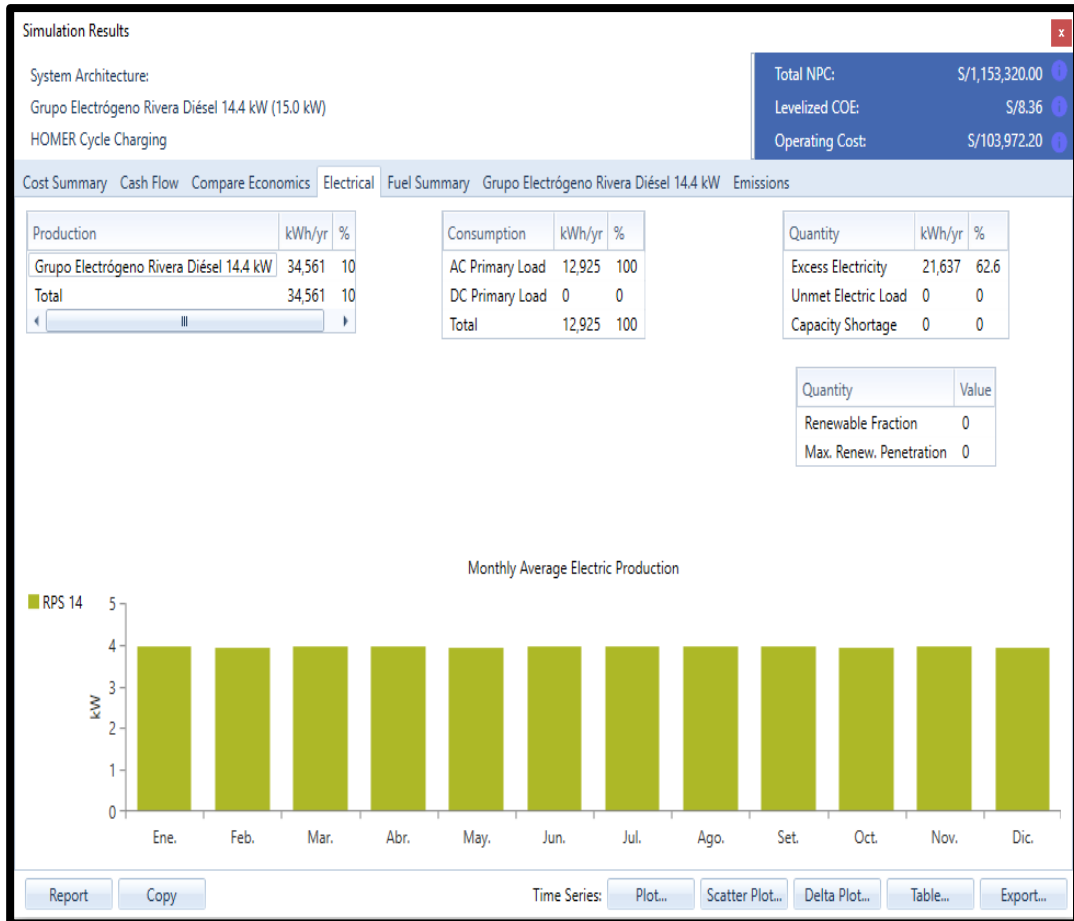 Simulation Results
x
System Architecture:
Grupo Electrógeno Rivera Diésel 14.4 kW (15.0 kW)
HOMER Cycle Charging
Total NPC: S/1,153,320.00
Levelized COE: S/8.36
Operating Cost: S/103,972.20
Cost Summary Cash Flow Compare Economics Electrical Fuel Summary Grupo Electrógeno Rivera Diésel 14.4 kW Emissions
Production kWh/yr %
Grupo Electrógeno Rivera Diésel 14.4 kW 34,561 10
Total 34,561 10
Consumption kWh/yr %
AC Primary Load 12,925 100
DC Primary Load 0 0
Total 12,925 100
Quantity kWh/yr %
Excess Electricity 21,637 62.6
Unmet Electric Load 0 0
Capacity Shortage 0 0
Quantity Value
Renewable Fraction 0
Max. Renew. Penetration 0
Monthly Average Electric Production
RPS 14
kW
5
4
3
2
1
0
Ene. Feb. Mar. Abr. May. Jun. Jul. Ago. Set. Oct. Nov. Dic.
Report Copy Time Series: Plot... Scatter Plot... Delta Plot... Table... Export...